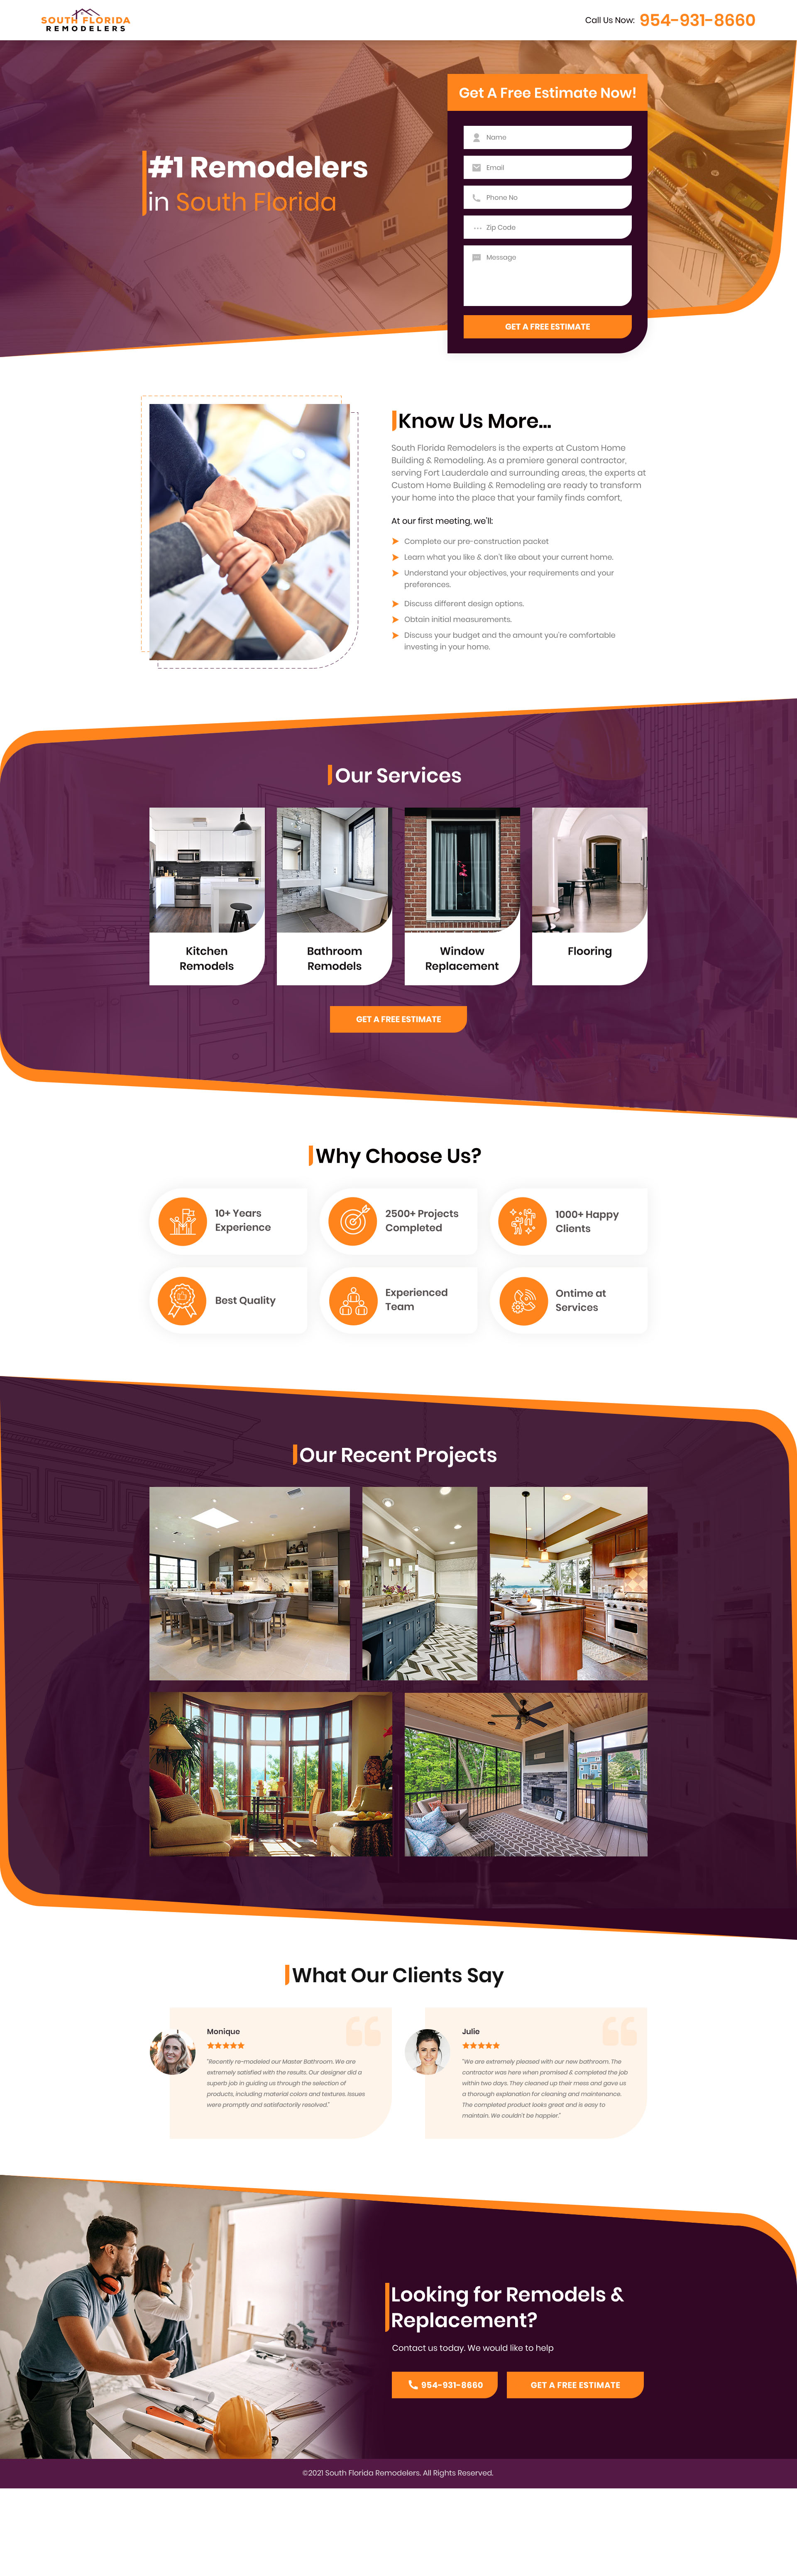 SOUTH FLORIDA
REMODELERS
Call Us Now: 954-931-8660
#1 Remodelers
in South Florida
Get A Free Estimate Now!
Name
Email
Phone No
Zip Code
Message
GET A FREE ESTIMATE
Know Us More...
South Florida Remodelers is the experts at Custom Home
Building & Remodeling. As a premiere general contractor,
serving Fort Lauderdale and surrounding areas, the experts at
Custom Home Building & Remodeling are ready to transform
your home into the place that your family finds comfort,
At our first meeting, we'll:
Complete our pre-construction packet
Learn what you like & don't like about your current home.
Understand your objectives, your requirements and your
preferences.
Discuss different design options.
Obtain initial measurements.
Discuss your budget and the amount you're comfortable
investing in your home.
Our Services
Kitchen
Remodels
Bathroom
Remodels
Window
Replacement
Flooring
GET A FREE ESTIMATE
Why Choose Us?
10+ Years
Experience
2500+ Projects
Completed
1000+ Happy
Clients
Best Quality
Experienced
Team
Ontime at
Services
Our Recent Projects
What Our Clients Say
Monique
"Recently re-modeled our Master Bathroom. We are
extremely satisfied with the results. Our designer did a
superb job in guiding us through the selection of
products, including material colors and textures. Issues
were promptly and satisfactorily resolved."
Julie
"We are extremely pleased with our new bathroom. The
contractor was here when promised & completed the job
within two days. They cleaned up their mess and gave us
a thorough explanation for cleaning and maintenance.
The completed product looks great and is easy to
maintain. We couldn't be happier."
Looking for Remodels &
Replacement?
Contact us today. We would like to help
954-931-8660
GET A FREE ESTIMATE
©2021 South Florida Remodelers. All Rights Reserved.